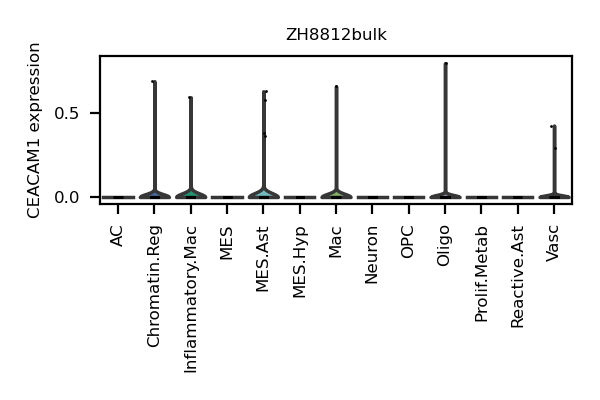 ZH8812bulk
CEACAM1 expression
0.5
0.0
AC
Chromatin.Reg
Inflammatory.Mac
MES
MES.Ast
MES.Hyp
Mac
Neuron
OPC
Oligo
Prolif.Metab
Reactive.Ast
Vasc